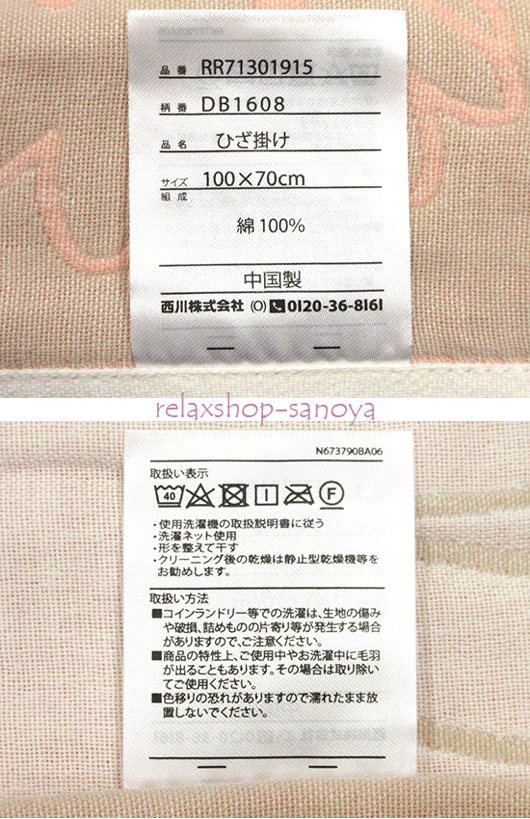 品番 RR71301915
柄番 DB1608
品名 ひざ掛け
サイズ 100×70cm
組成
綿 100%
中国製
西川株式会社 (O) 0120-36-8161
relaxshop-sanoya
N673790BA06
取扱い表示
40 F
・使用洗濯機の取扱説明書に従う
・洗濯ネット使用
・形を整えて干す
・クリーニング後の乾燥は静止型乾燥機等を
お勧めします。
取扱い方法
■コインランドリー等での洗濯は、生地の傷み
や破損、詰めものの片寄り等が発生する場合
がありますので、ご注意ください。
■商品の特性上、ご使用中やお洗濯中に毛羽
が出ることもあります。その場合は取り除い
てご使用ください。
■色移りの恐れがありますので濡れたまま放
置しないでください。